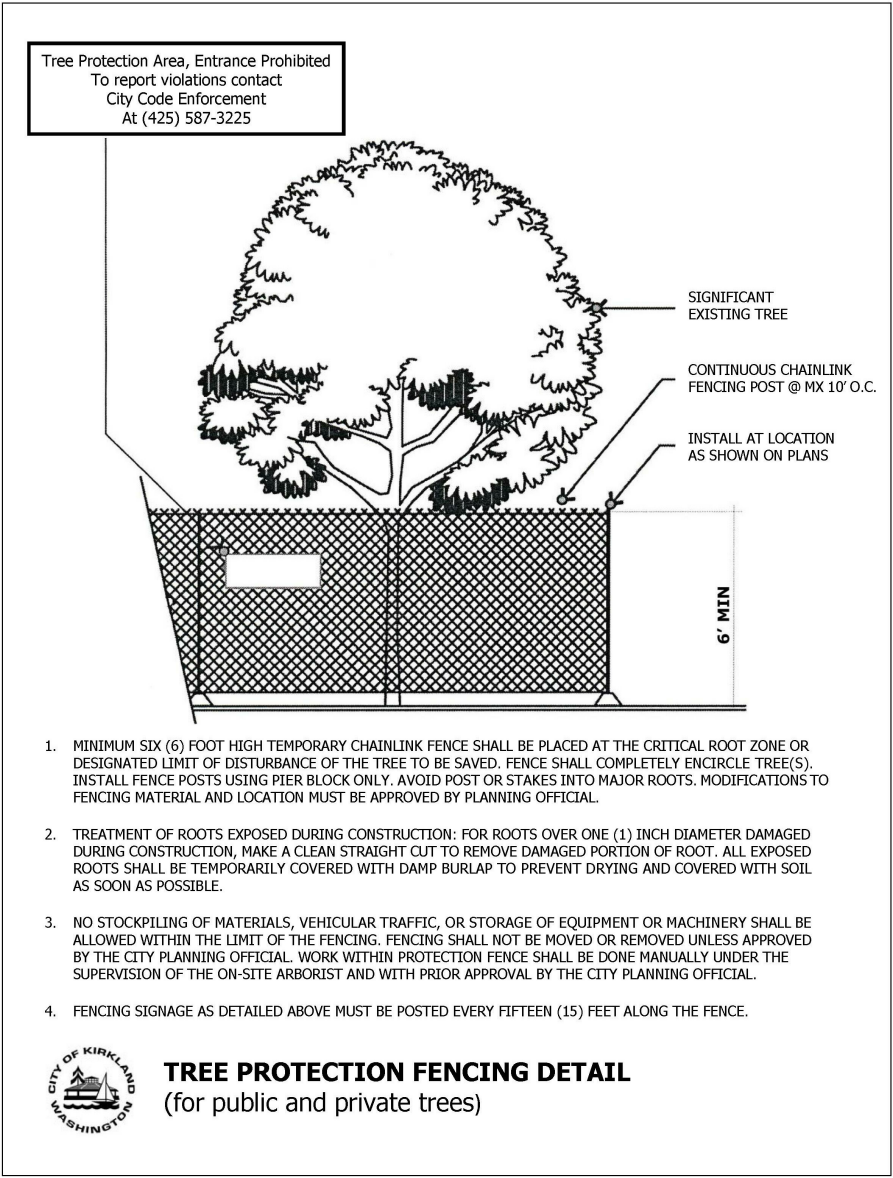 Tree Protection Area, Entrance Prohibited
To report violations contact
City Code Enforcement
At (425) 587-3225
SIGNIFICANT
EXISTING TREE
CONTINUOUS CHAINLINK
FENCING POST @ MX 10' O.C.
INSTALL AT LOCATION
AS SHOWN ON PLANS
6' MIN
1. MINIMUM SIX (6) FOOT HIGH TEMPORARY CHAINLINK FENCE SHALL BE PLACED AT THE CRITICAL ROOT ZONE OR
DESIGNATED LIMIT OF DISTURBANCE OF THE TREE TO BE SAVED. FENCE SHALL COMPLETELY ENCIRCLE TREE(S).
INSTALL FENCE POSTS USING PIER BLOCK ONLY. AVOID POST OR STAKES INTO MAJOR ROOTS. MODIFICATIONS TO
FENCING MATERIAL AND LOCATION MUST BE APPROVED BY PLANNING OFFICIAL.
2. TREATMENT OF ROOTS EXPOSED DURING CONSTRUCTION: FOR ROOTS OVER ONE (1) INCH DIAMETER DAMAGED
DURING CONSTRUCTION, MAKE A CLEAN STRAIGHT CUT TO REMOVE DAMAGED PORTION OF ROOT. ALL EXPOSED
ROOTS SHALL BE TEMPORARILY COVERED WITH DAMP BURLAP TO PREVENT DRYING AND COVERED WITH SOIL
AS SOON AS POSSIBLE.
3. NO STOCKPILING OF MATERIALS, VEHICULAR TRAFFIC, OR STORAGE OF EQUIPMENT OR MACHINERY SHALL BE
ALLOWED WITHIN THE LIMIT OF THE FENCING. FENCING SHALL NOT BE MOVED OR REMOVED UNLESS APPROVED
BY THE CITY PLANNING OFFICIAL. WORK WITHIN PROTECTION FENCE SHALL BE DONE MANUALLY UNDER THE
SUPERVISION OF THE ON-SITE ARBORIST AND WITH PRIOR APPROVAL BY THE CITY PLANNING OFFICIAL.
4. FENCING SIGNAGE AS DETAILED ABOVE MUST BE POSTED EVERY FIFTEEN (15) FEET ALONG THE FENCE.
CITY OF KIRKLAND
WASHINGTON
TREE PROTECTION FENCING DETAIL
(for public and private trees)